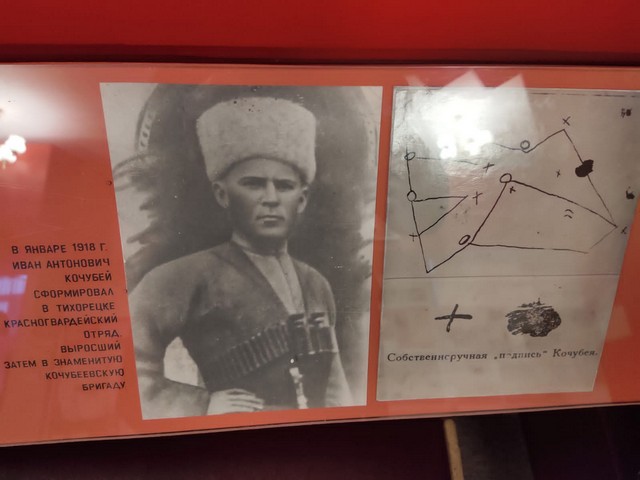 В ЯНВАРЕ 1918 Г.
ИВАН АНТОНОВИЧ
КОЧУБЕЙ
СФОРМИРОВАЛ
В ТИХОРЕЦКЕ
КРАСНОГВАРДЕЙСКИЙ
ОТРЯД,
ВЫРОСШИЙ
ЗАТЕМ В ЗНАМЕНИТУЮ
КОЧУБЕЕВСКУЮ
БРИГАДУ
Собственноручная „подпись" Кочубея.